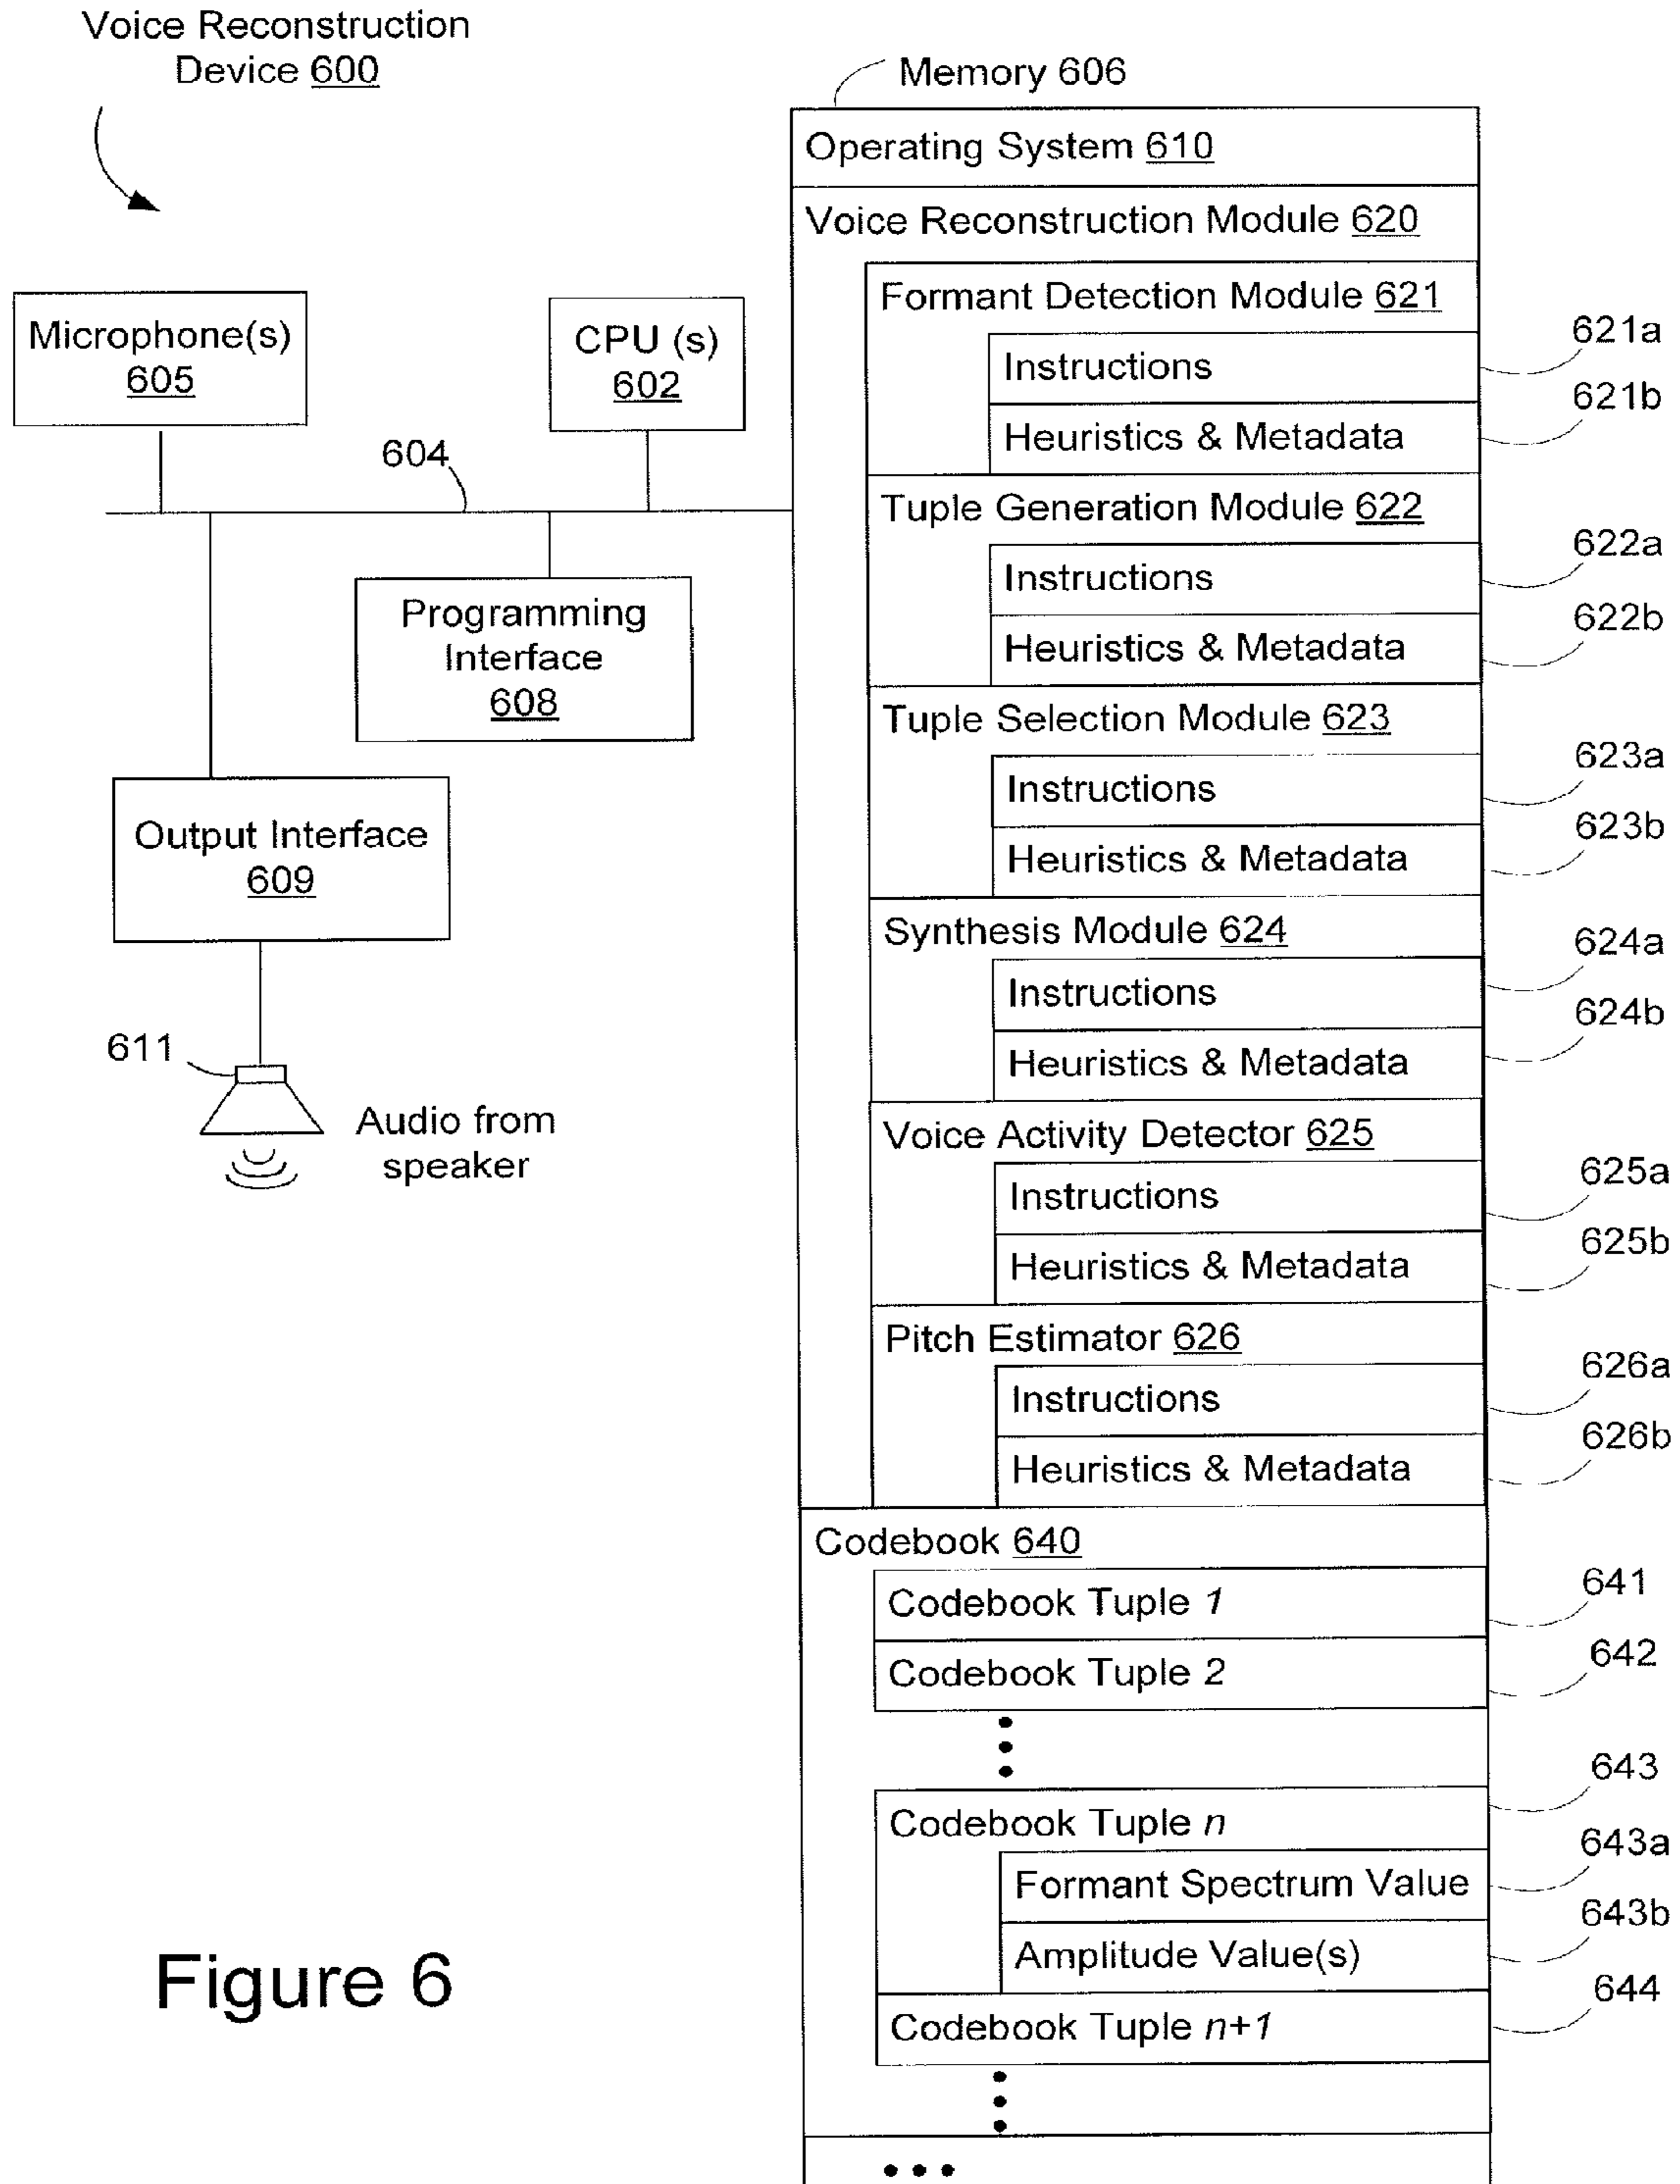 Voice Reconstruction
Device 600
Memory 606
Operating System 610
Voice Reconstruction Module 620
Formant Detection Module 621
Instructions
621a
Heuristics & Metadata
621b
Tuple Generation Module 622
Instructions
622a
Heuristics & Metadata
622b
Tuple Selection Module 623
Instructions
623a
Heuristics & Metadata
623b
Synthesis Module 624
Instructions
624a
Heuristics & Metadata
624b
Voice Activity Detector 625
Instructions
625a
Heuristics & Metadata
625b
Pitch Estimator 626
Instructions
626a
Heuristics & Metadata
626b
Codebook 640
Codebook Tuple 1
641
Codebook Tuple 2
642
Codebook Tuple n
643
Formant Spectrum Value
643a
Amplitude Value(s)
643b
Codebook Tuple n+1
644
Microphone(s)
605
CPU (s)
602
604
Programming
Interface
608
Output Interface
609
611
Audio from
speaker
Figure 6